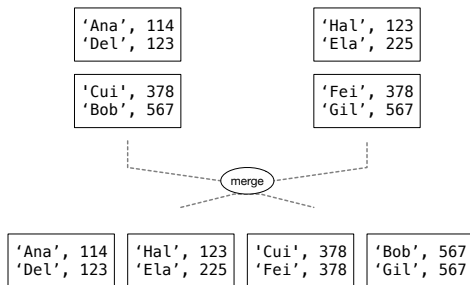 ‘Ana’, 114
‘Del’, 123
'Cui', 378
‘Bob’, 567
‘Hal’, 123
‘Ela’, 225
‘Fei’, 378
‘Gil’, 567
merge
‘Ana’, 114
‘Del’, 123
‘Hal’, 123
‘Ela’, 225
'Cui', 378
‘Fei’, 378
‘Bob’, 567
‘Gil’, 567